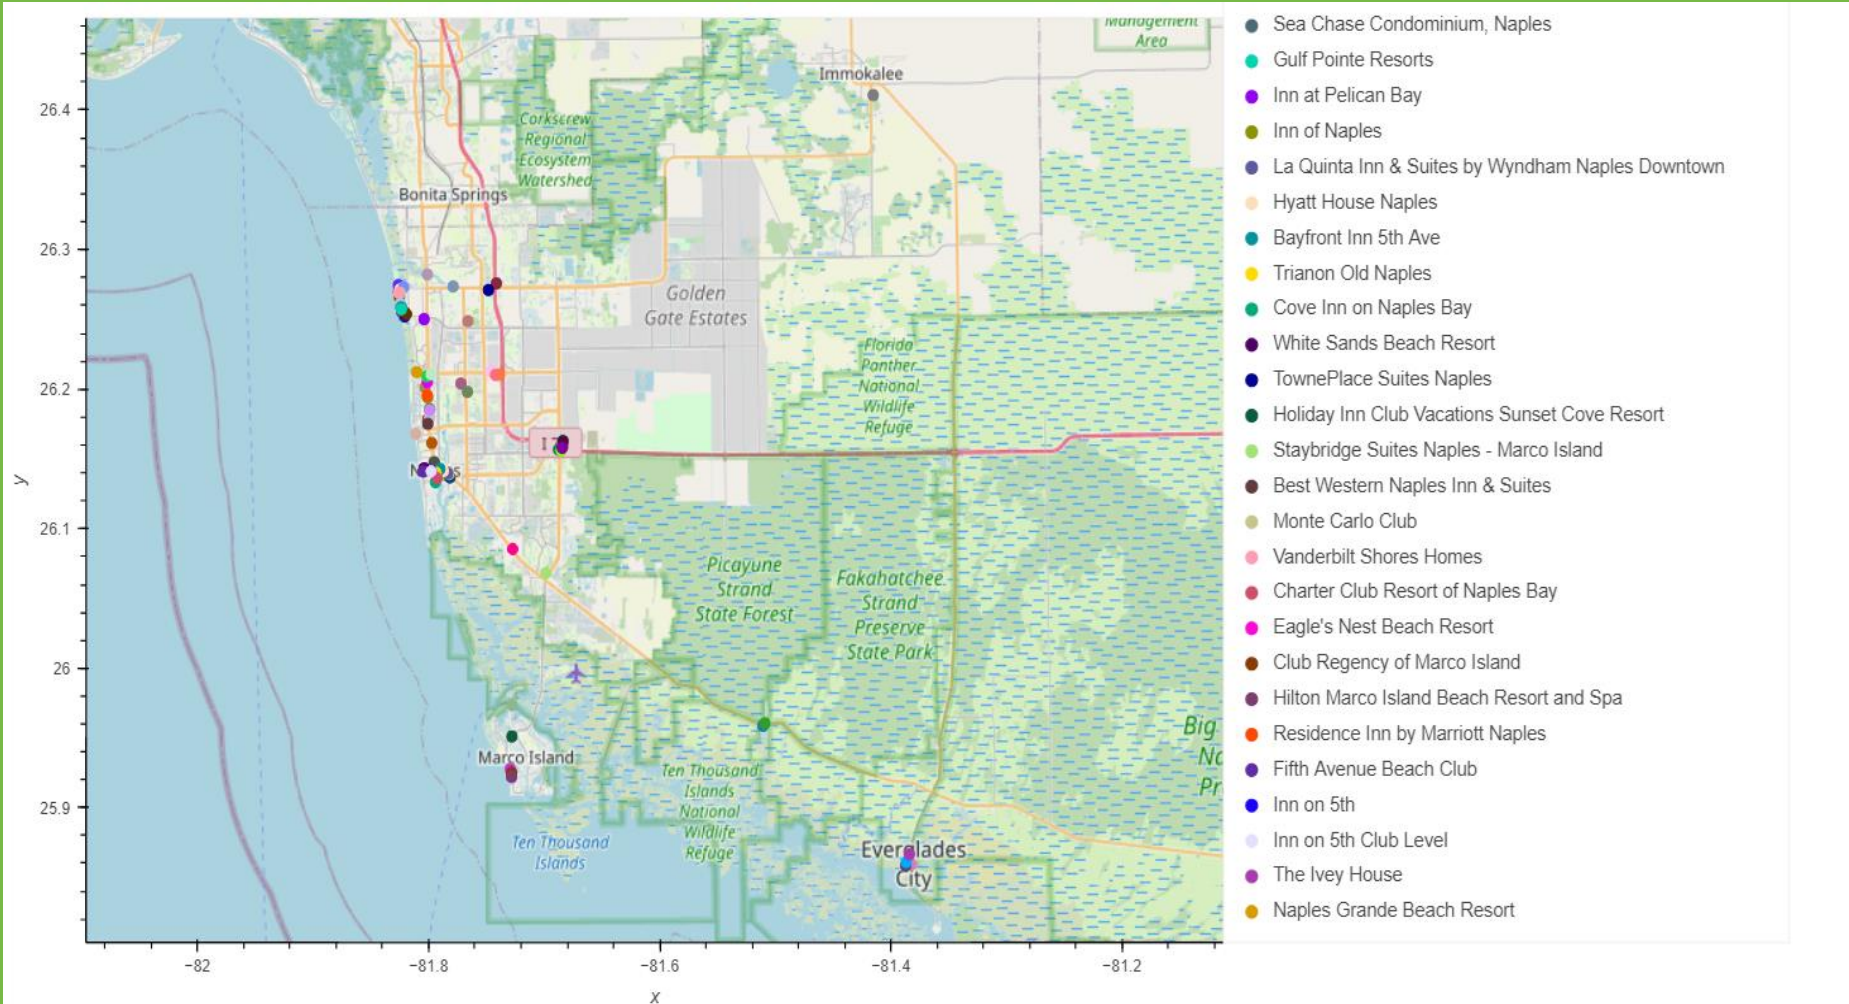 Management
Area
Immokalee
26.4
Corkscrew
Regional
Ecosystem
Watershed
Bonita Springs
26.3
Golden
Gate Estates
Florida
Panther
National
Wildlife
Refuge
26.2
y
26.1
Picayune
Strand
State Forest
Fakahatchee
Strand
Preserve
State Park
26
Big
Marco Island
Ten Thousand
Islands
National
Wildlife
Refuge
25.9
Ten Thousand
Islands
Everglades
City
−82
−81.8
−81.6
−81.4
−81.2
x
Sea Chase Condominium, Naples
Gulf Pointe Resorts
Inn at Pelican Bay
Inn of Naples
La Quinta Inn & Suites by Wyndham Naples Downtown
Hyatt House Naples
Bayfront Inn 5th Ave
Trianon Old Naples
Cove Inn on Naples Bay
White Sands Beach Resort
TownePlace Suites Naples
Holiday Inn Club Vacations Sunset Cove Resort
Staybridge Suites Naples - Marco Island
Best Western Naples Inn & Suites
Monte Carlo Club
Vanderbilt Shores Homes
Charter Club Resort of Naples Bay
Eagle's Nest Beach Resort
Club Regency of Marco Island
Hilton Marco Island Beach Resort and Spa
Residence Inn by Marriott Naples
Fifth Avenue Beach Club
Inn on 5th
Inn on 5th Club Level
The Ivey House
Naples Grande Beach Resort